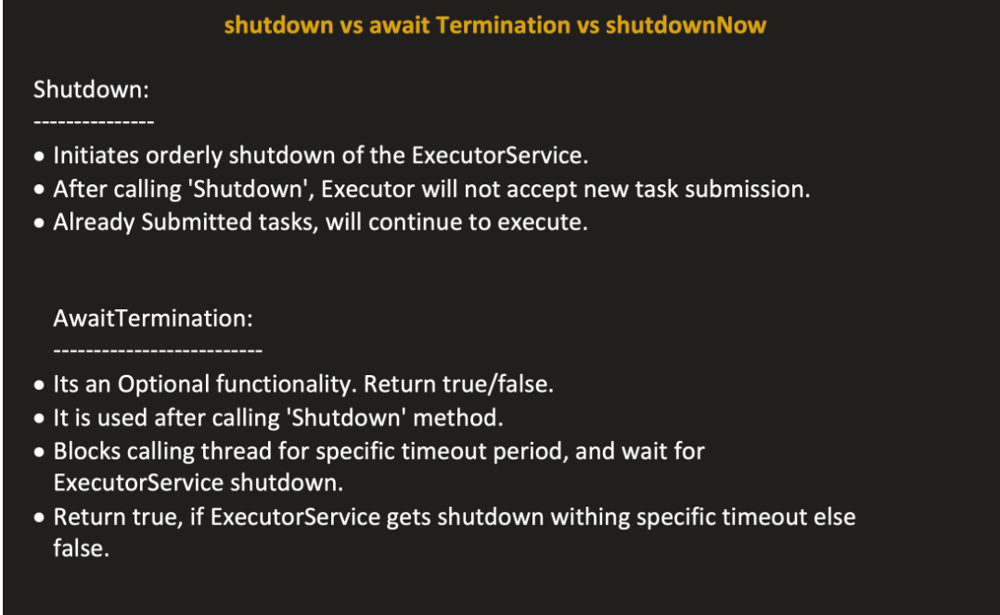 shutdown vs await Termination vs shutdownNow
Shutdown:
---------------
• Initiates orderly shutdown of the ExecutorService.
• After calling 'Shutdown', Executor will not accept new task submission.
• Already Submitted tasks, will continue to execute.
AwaitTermination:
--------------------------
• Its an Optional functionality. Return true/false.
• It is used after calling 'Shutdown' method.
• Blocks calling thread for specific timeout period, and wait for
ExecutorService shutdown.
• Return true, if ExecutorService gets shutdown withing specific timeout else
false.